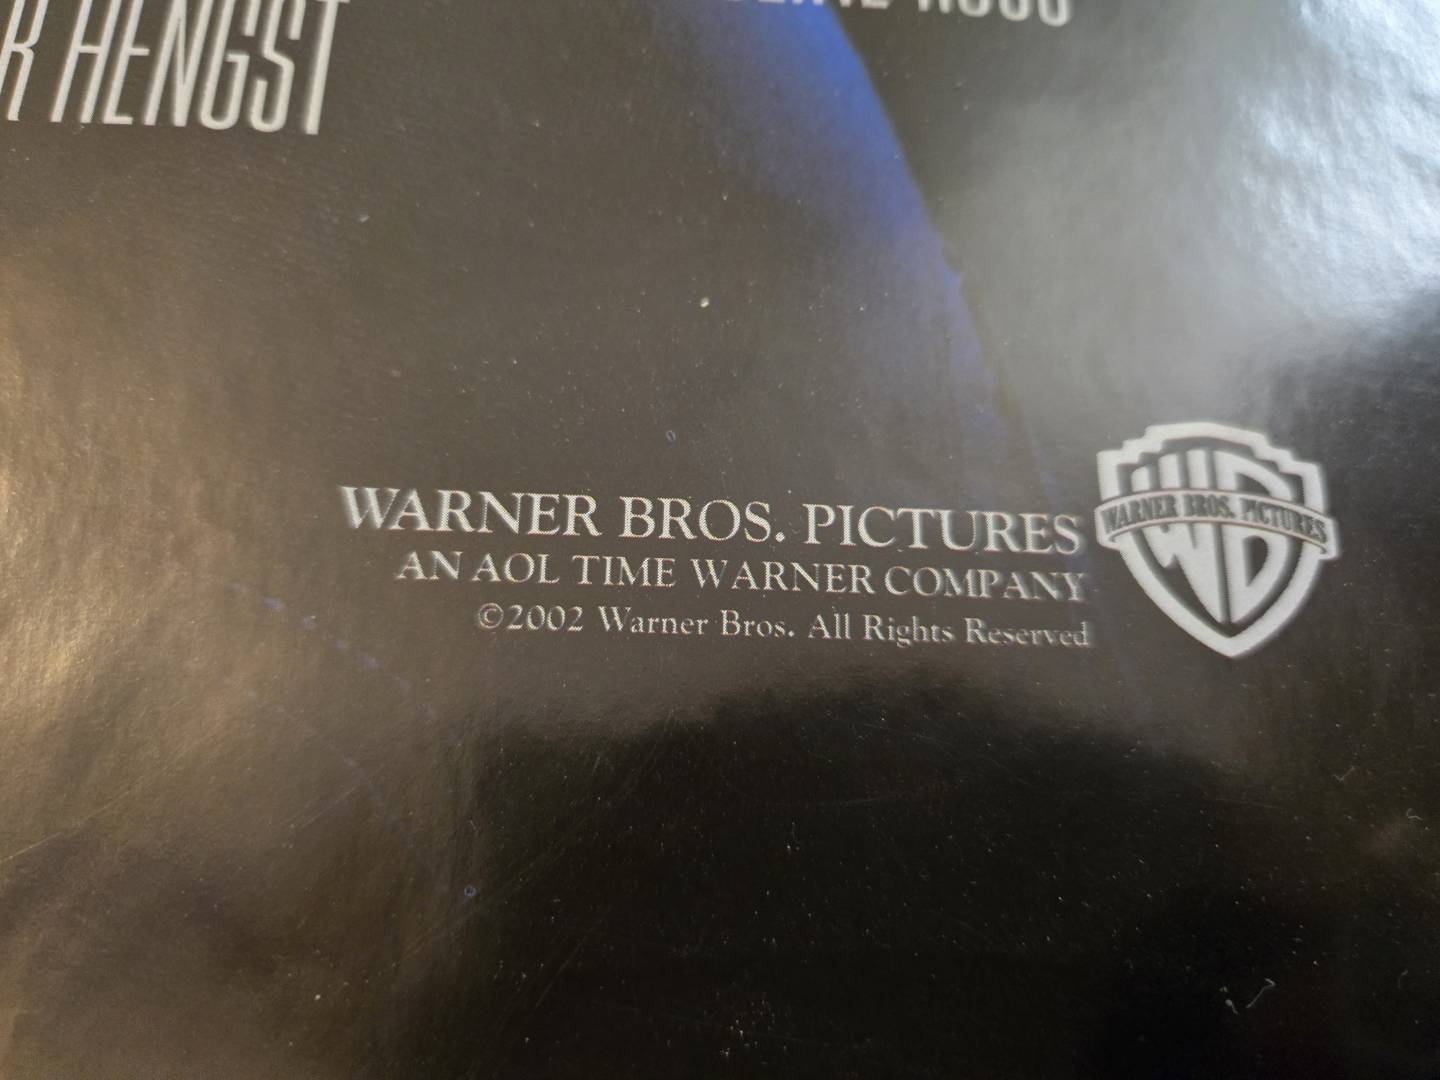 HENGST
WARNER BROS. PICTURES
AN AOL TIME WARNER COMPANY
©2002 Warner Bros. All Rights Reserved
WB
WARNER BROS. PICTURES